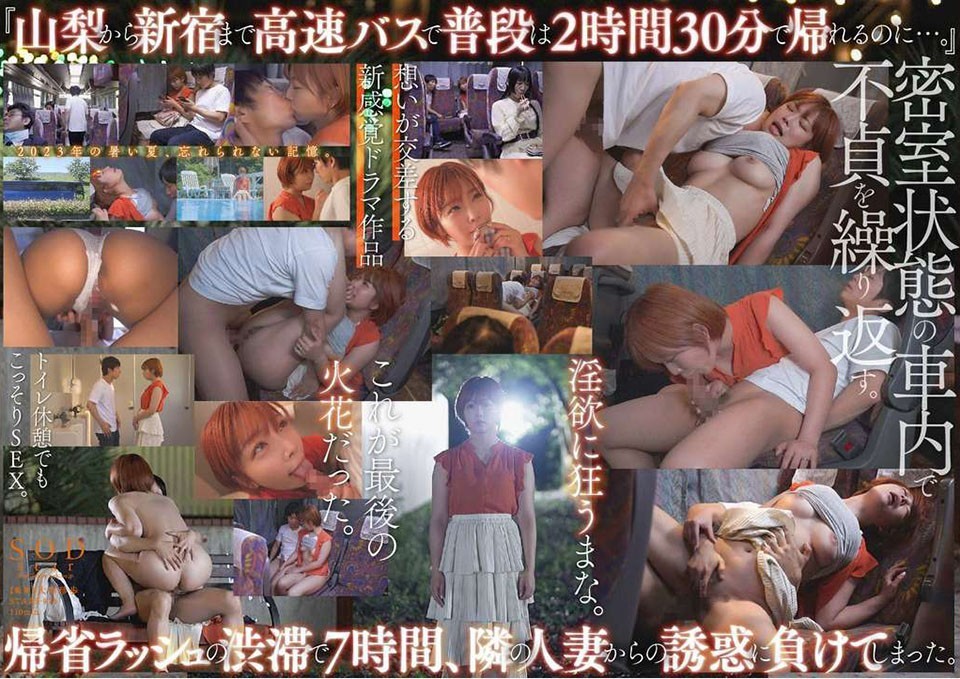 『山梨から新宿まで高速バスで普段は2時間30分で帰れるのに…。』
密室状態の車内で
不貞を繰り返す。
想いが交差する
新感覚ドラマ作品
2023年の暑い夏、忘れられない記憶。
淫欲に狂うまな。
これが最後の
火花だった。
トイレ休憩でも
こっそりSEX。
SOD
帰省ラッシュの渋滞で7時間、隣の人妻からの誘惑に負けてしまった。